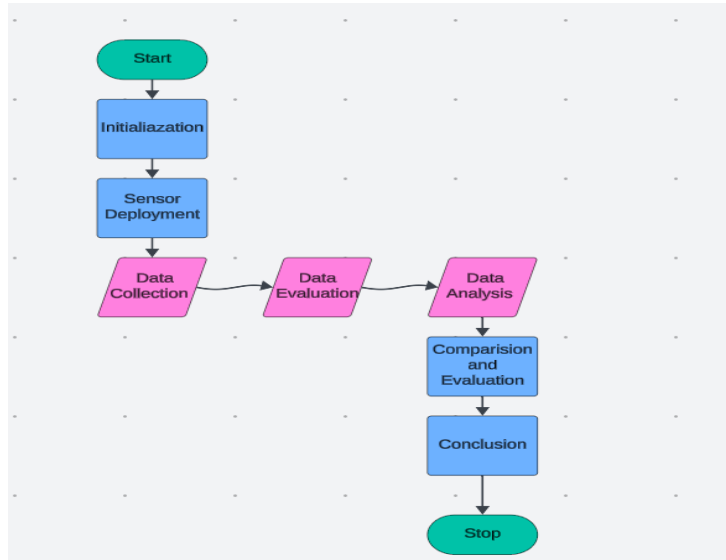 Start
Initialiazation
Sensor
Deployment
Data
Collection
Data
Evaluation
Data
Analysis
Comparision
and
Evaluation
Conclusion
Stop